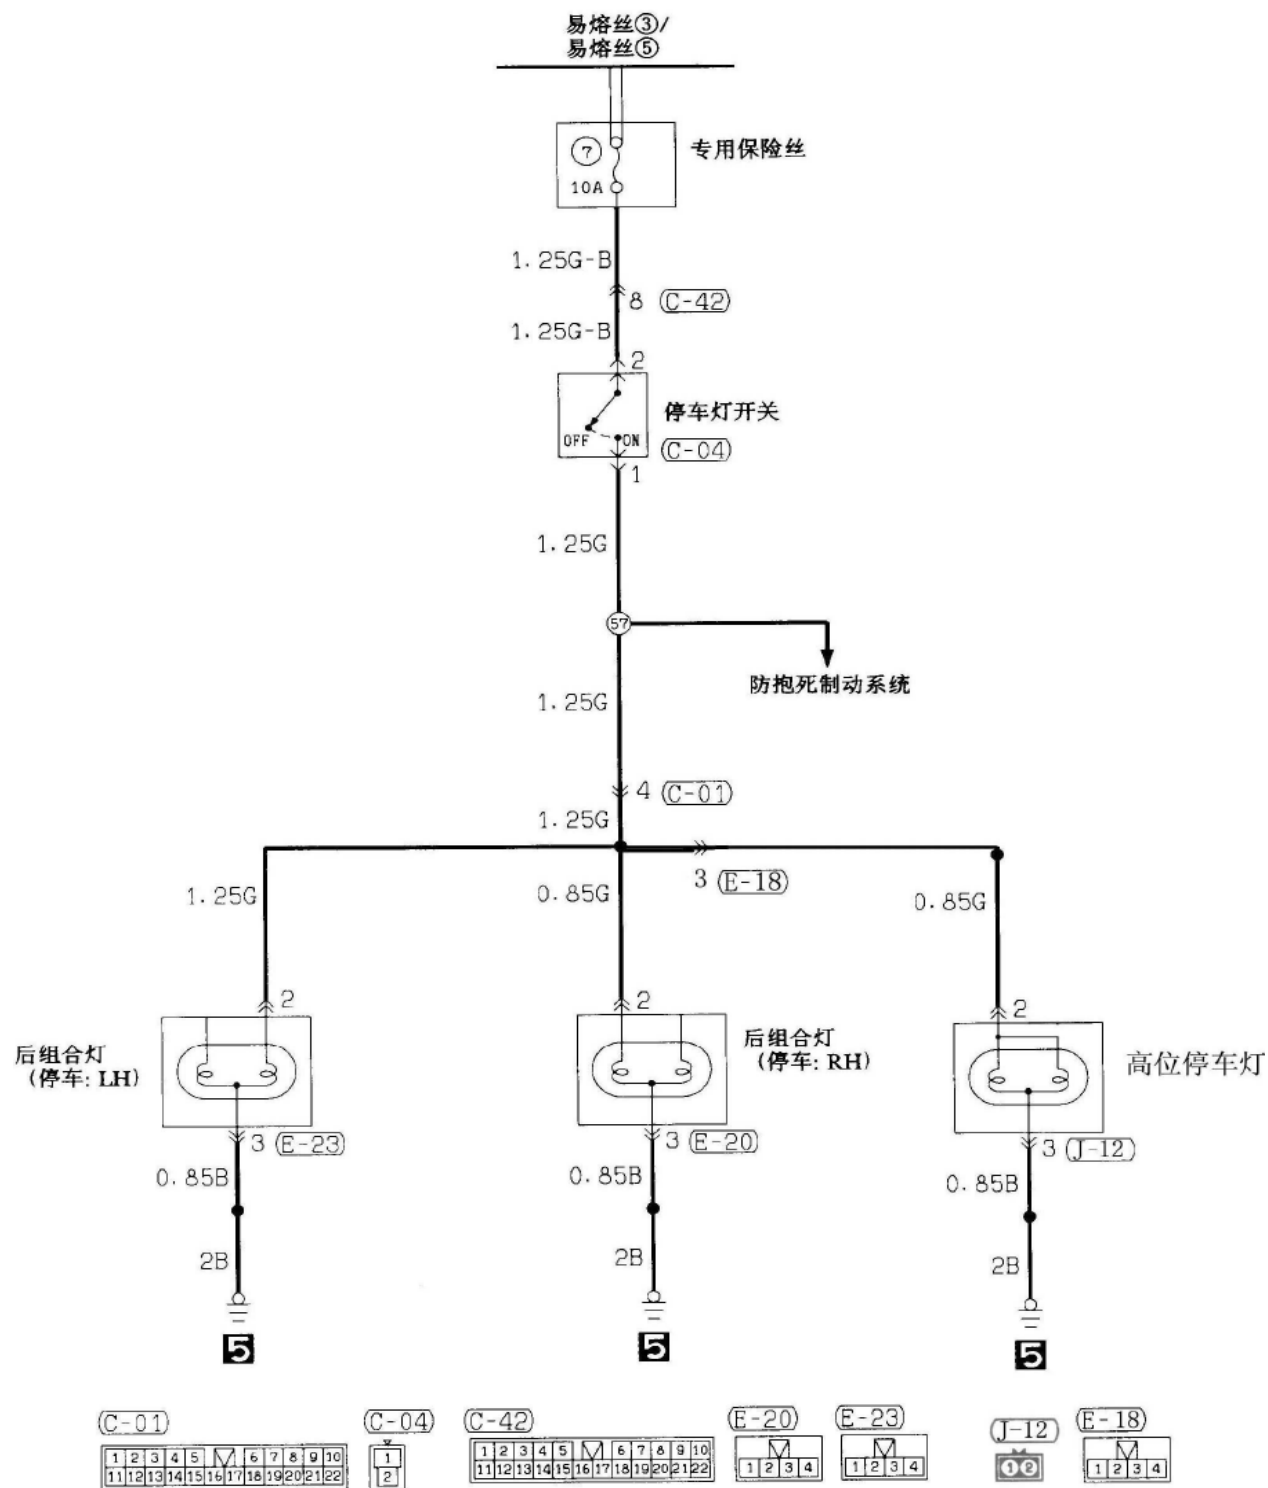 易熔丝③/
易熔丝⑤
⑦
专用保险丝
10A
1.25G-B
8 C-42
1.25G-B
2
停车灯开关
OFF ON
C-04
1
1.25G
57
防抱死制动系统
1.25G
4 C-01
1.25G
3 E-18
1.25G
0.85G
0.85G
2
2
2
后组合灯
(停车: LH)
后组合灯
(停车: RH)
高位停车灯
3 E-23
3 E-20
3 J-12
0.85B
0.85B
0.85B
2B
2B
2B
5
5
5
C-01
1 2 3 4 5 6 7 8 9 10
11 12 13 14 15 16 17 18 19 20 21 22
C-04
1
2
C-42
1 2 3 4 5 6 7 8 9 10
11 12 13 14 15 16 17 18 19 20 21 22
E-20
1 2 3 4
E-23
1 2 3 4
J-12
1 2
E-18
1 2 3 4